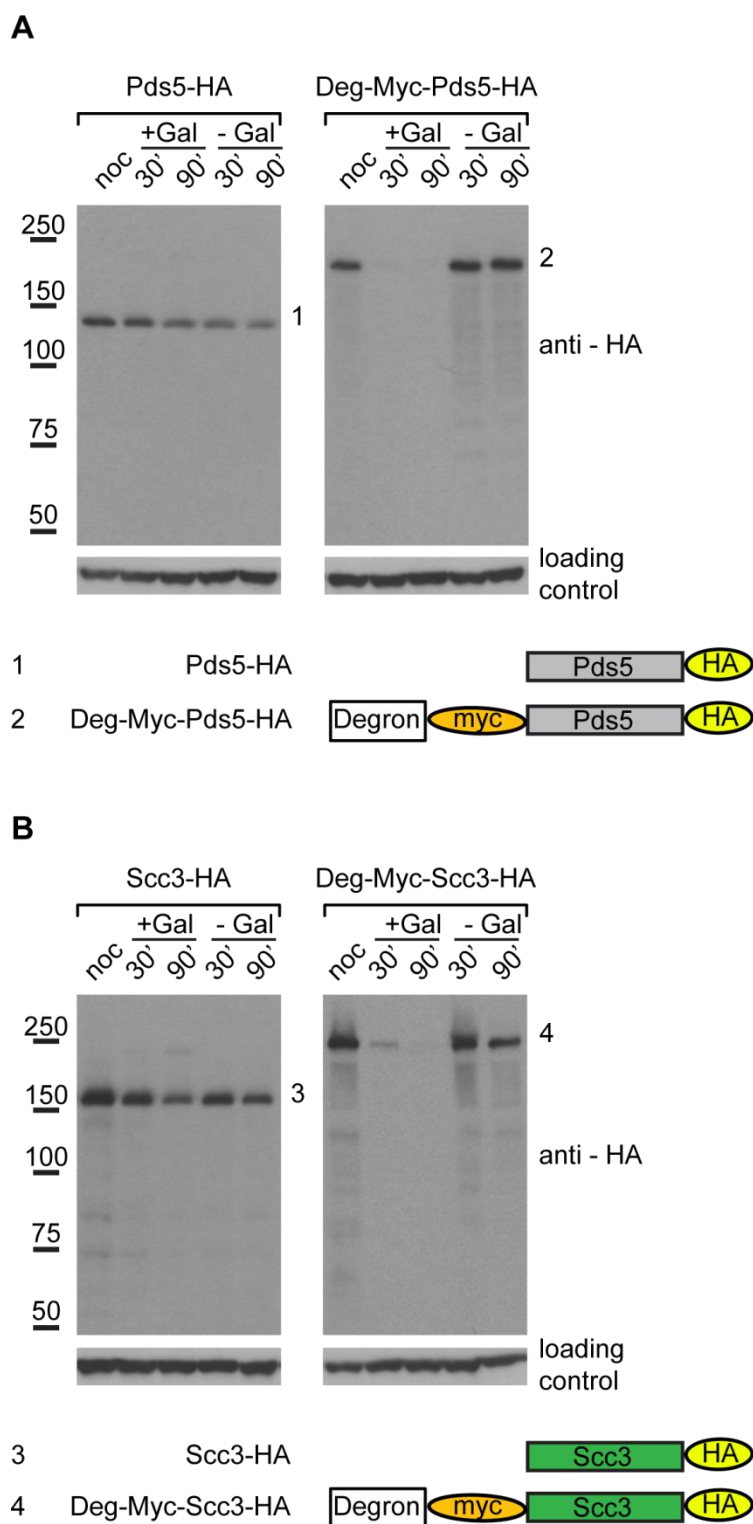 A
Pds5-HA Deg-Myc-Pds5-HA
+Gal - Gal +Gal - Gal
noc 30’ 90’ 30’ 90’ noc 30’ 90’ 30’ 90’
250
2
150
1
anti - HA
100
75
50
loading
control
1 Pds5-HA Pds5 HA
2 Deg-Myc-Pds5-HA Degron myc Pds5 HA
B
Scc3-HA Deg-Myc-Scc3-HA
+Gal - Gal +Gal - Gal
noc 30’ 90’ 30’ 90’ noc 30’ 90’ 30’ 90’
250
4
150
3
anti - HA
100
75
50
loading
control
3 Scc3-HA Scc3 HA
4 Deg-Myc-Scc3-HA Degron myc Scc3 HA